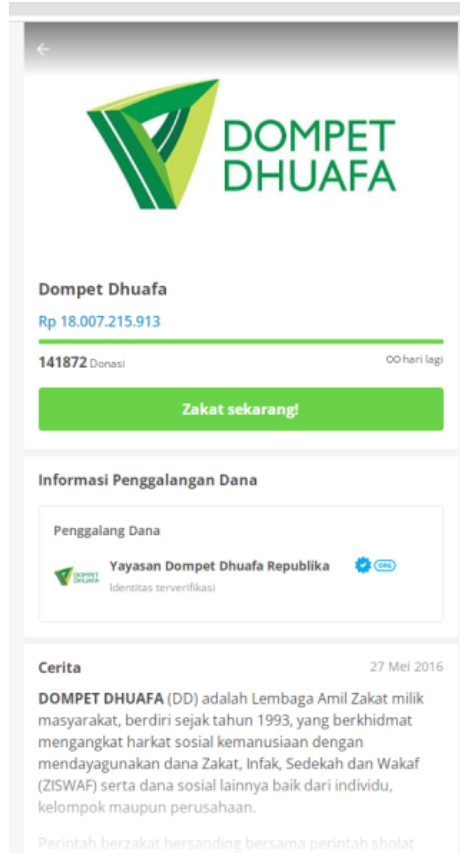 DOMPET
DHUAFA
Dompet Dhuafa
Rp 18.007.215.913
141872 Donasi
∞ hari lagi
Zakat sekarang!
Informasi Penggalangan Dana
Penggalang Dana
DOMPET
DHUAFA
Yayasan Dompet Dhuafa Republika
ORG
Identitas terverifikasi
Cerita
27 Mei 2016
DOMPET DHUAFA (DD) adalah Lembaga Amil Zakat milik
masyarakat, berdiri sejak tahun 1993, yang berkhidmat
mengangkat harkat sosial kemanusiaan dengan
mendayagunakan dana Zakat, Infak, Sedekah dan Wakaf
(ZISWAF) serta dana sosial lainnya baik dari individu,
kelompok maupun perusahaan.
Perintah berzakat bersanding bersama perintah sholat